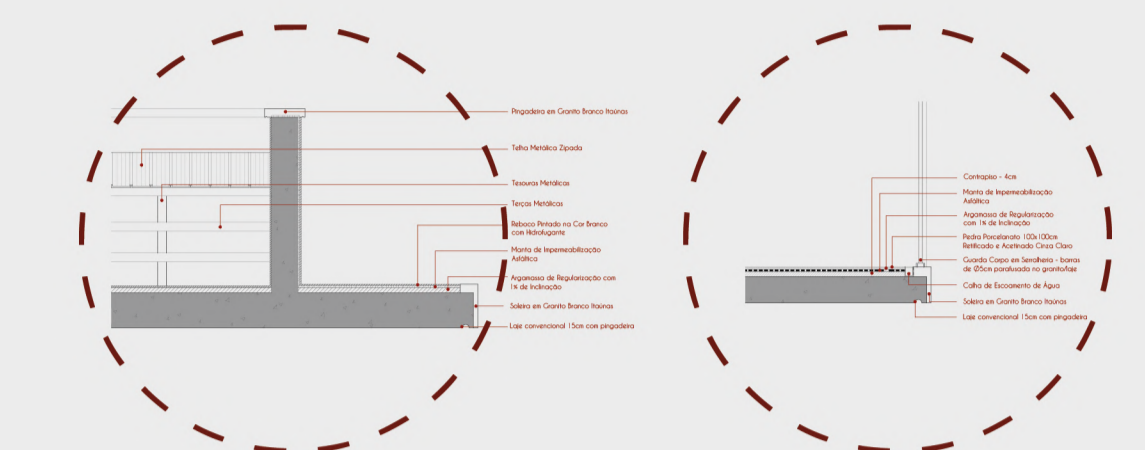 Pingadeira em Granito Branco Itaúnas
Telha Metálica Zipada
Tesouras Metálicas
Terças Metálicas
Reboco Pintado na Cor Branco
com Hidrofugante
Manta de Impermeabilização
Asfáltica
Argamassa de Regularização com
1% de Inclinação
Soleira em Granito Branco Itaúnas
Laje convencional 15cm com pingadeira
Contrapiso - 4cm
Manta de Impermeabilização
Asfáltica
Argamassa de Regularização
com 1% de Inclinação
Pedra Porcelanato 100x100cm
Retificado e Acetinado Cinza Claro
Guarda Corpo em Serralheria - barras
de Ø5cm parafusada no granito/laje
Calha de Escoamento de Água
Soleira em Granito Branco Itaúnas
Laje convencional 15cm com pingadeira